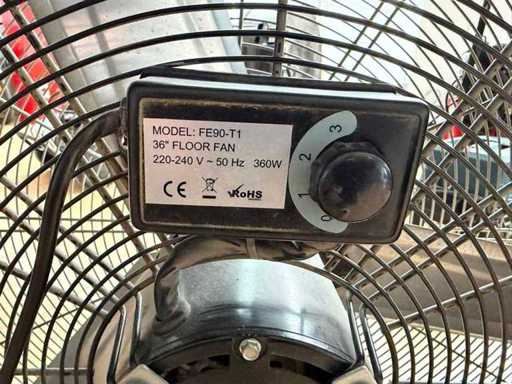 MODEL: FE90-T1
36" FLOOR FAN
220-240 V ~ 50 Hz 360W
CE RoHS
3
2
1
0